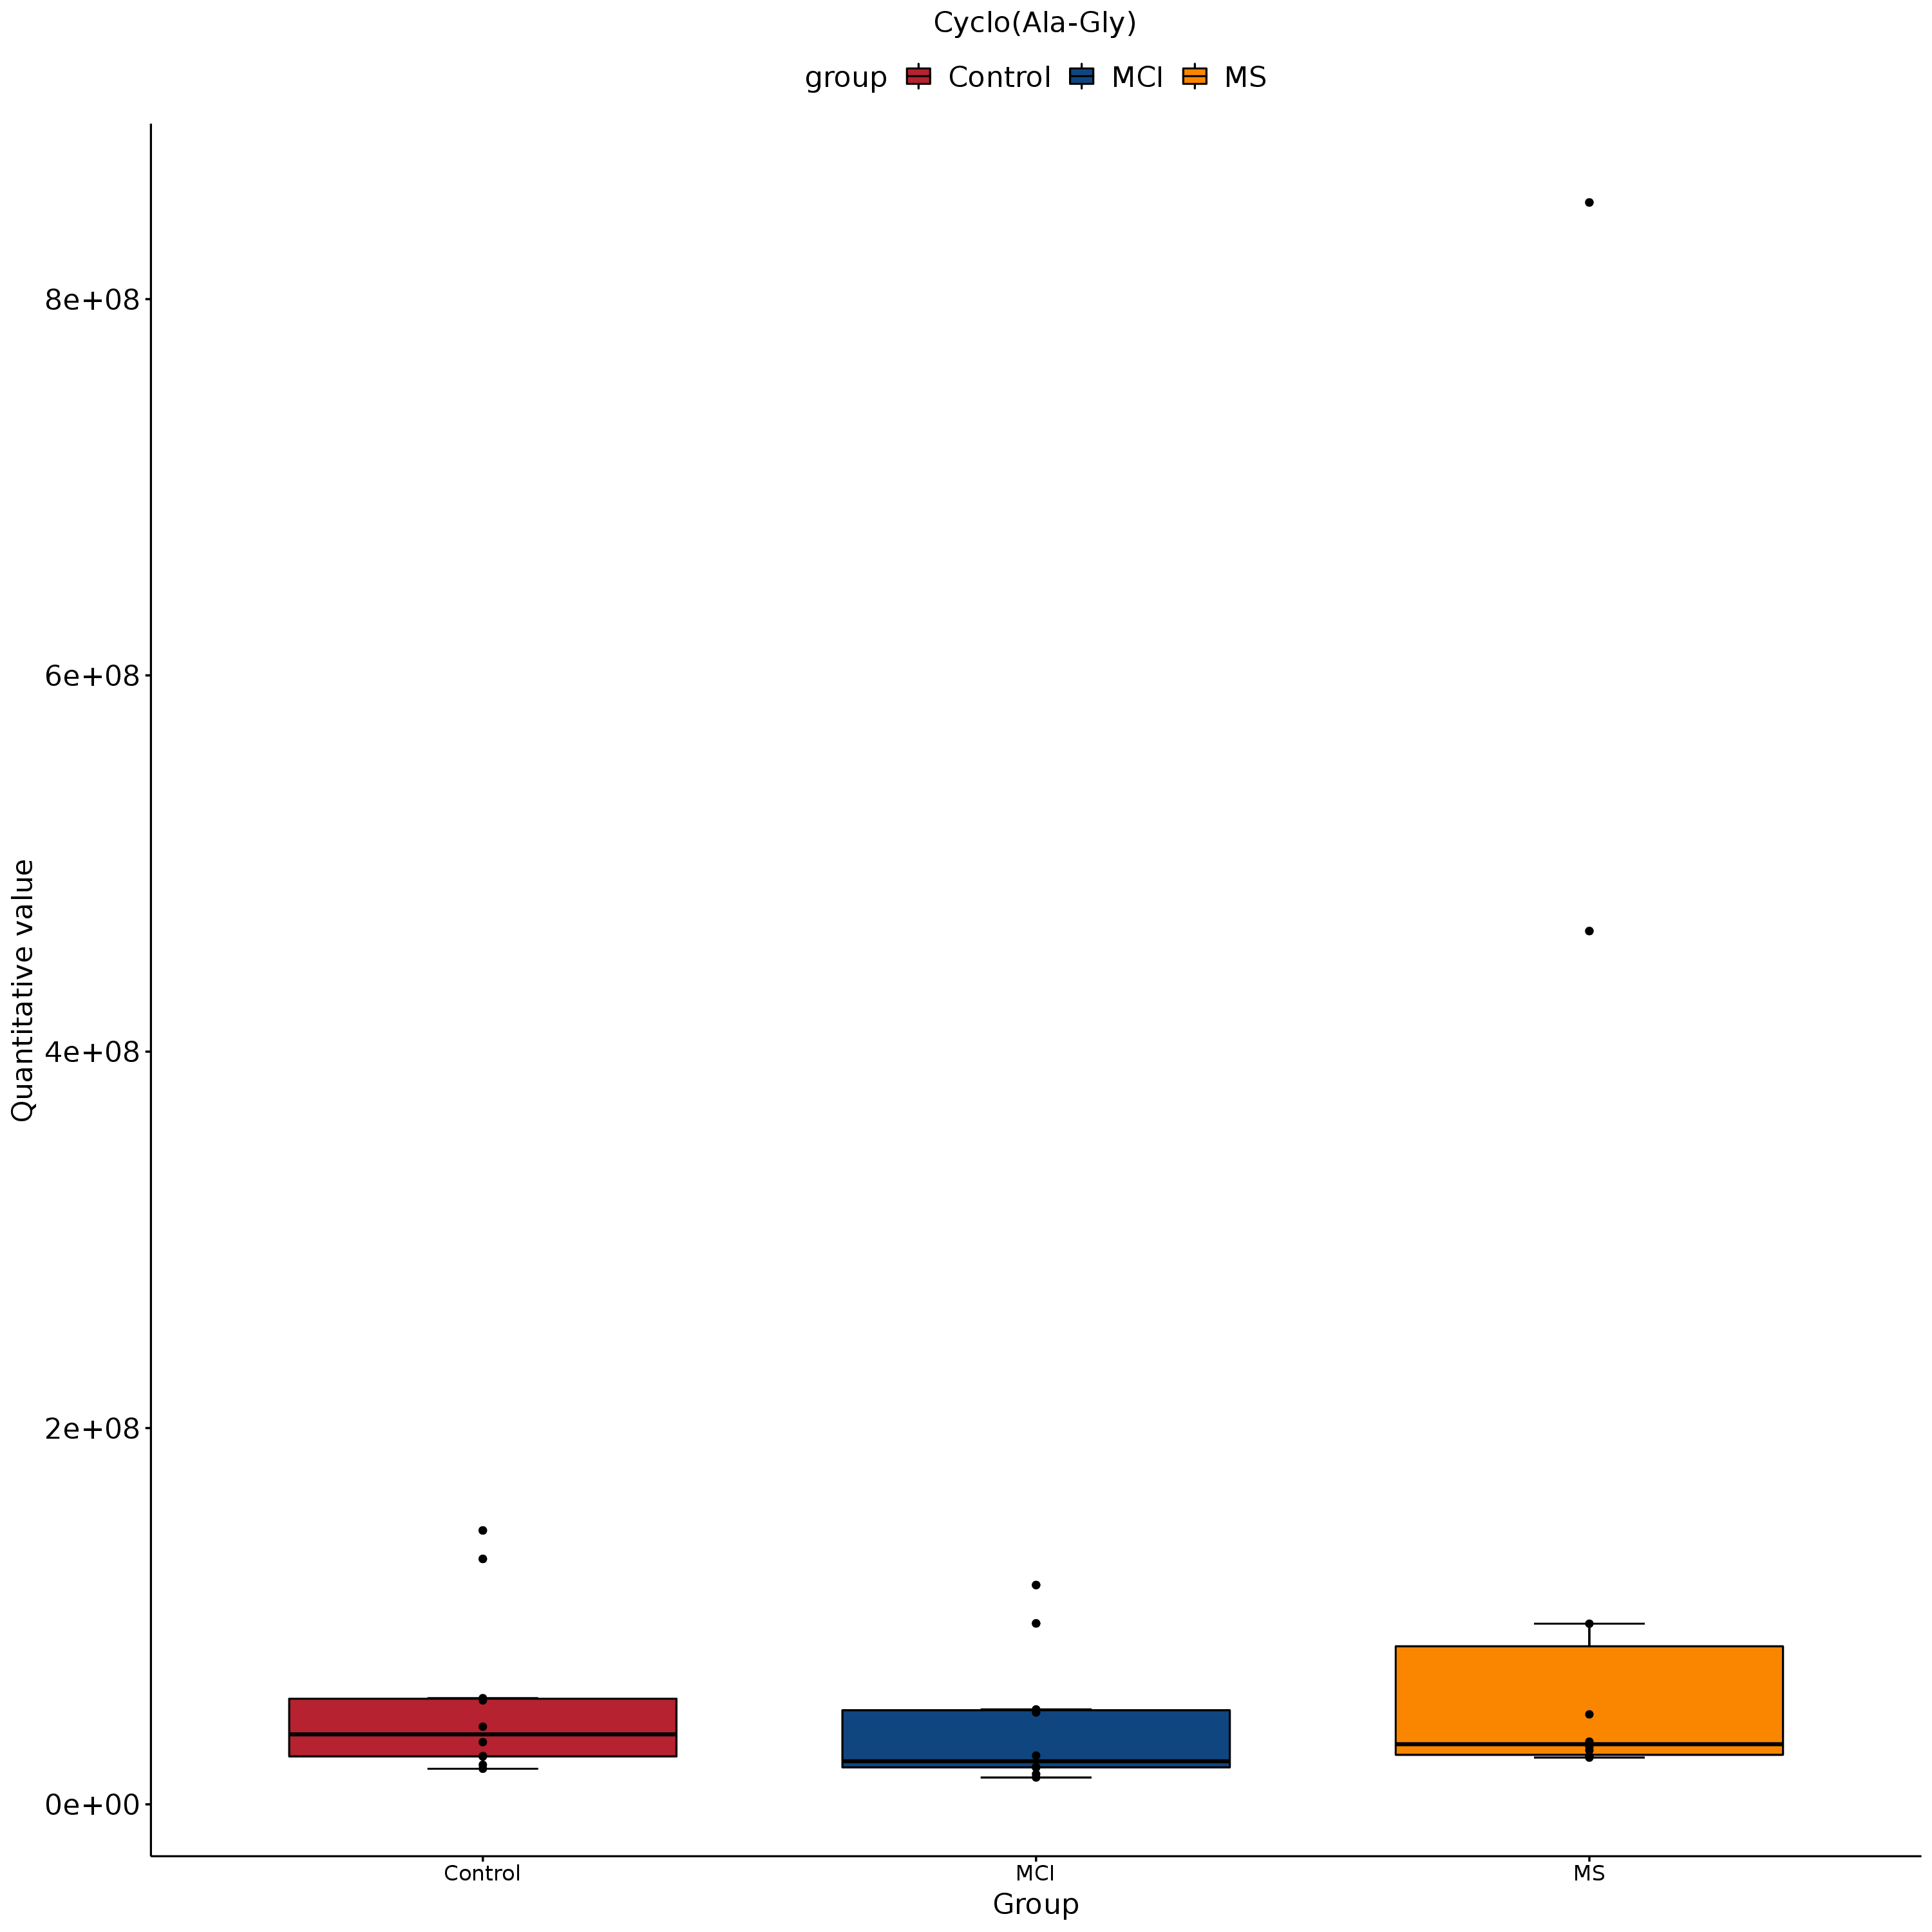 Cyclo(Ala-Gly)
group Control MCI MS
Quantitative value
8e+08
6e+08
4e+08
2e+08
0e+00
Control MCI MS
Group